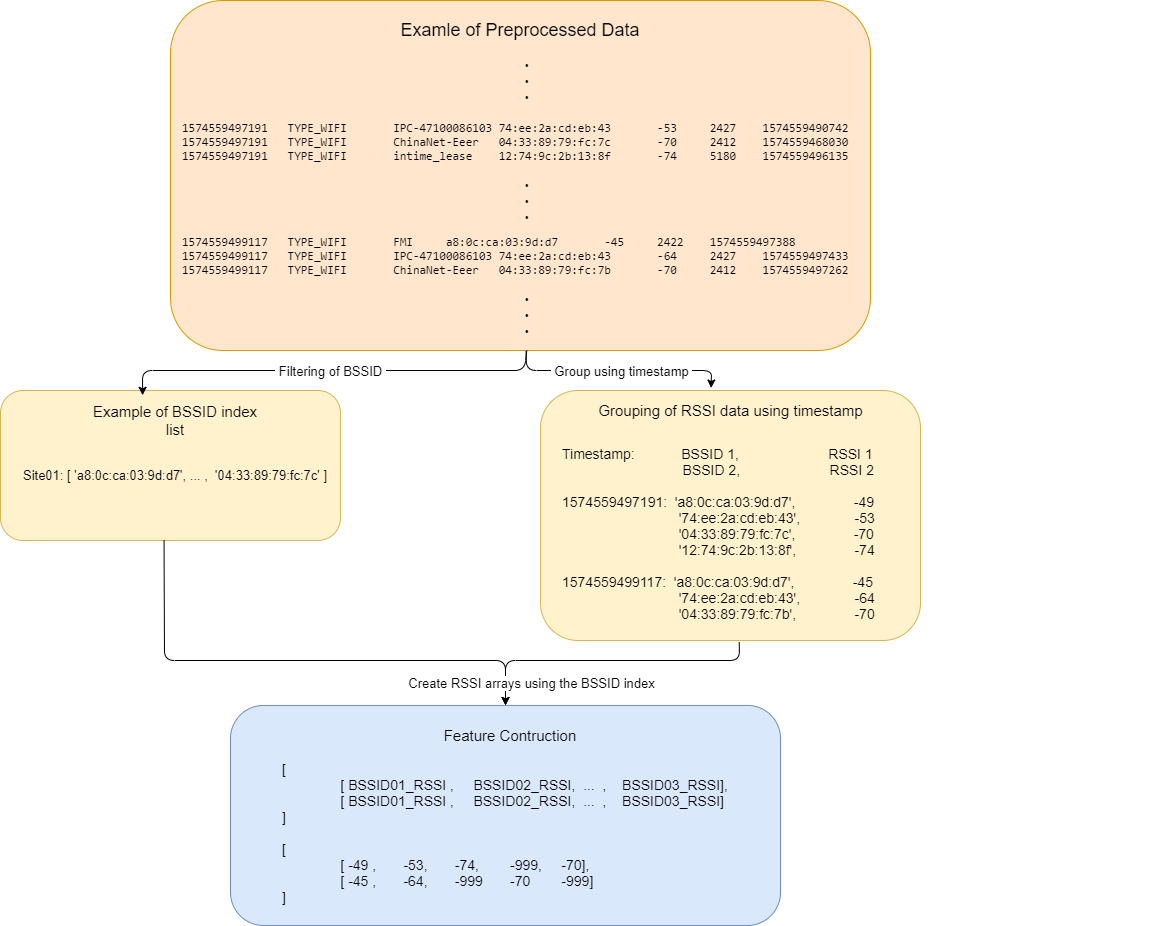 Examle of Preprocessed Data
.
.
.
1574559497191 TYPE_WIFI IPC-47100086103 74:ee:2a:cd:eb:43 -53 2427 1574559490742
1574559497191 TYPE_WIFI ChinaNet-Eeer 04:33:89:79:fc:7c -70 2412 1574559468030
1574559497191 TYPE_WIFI intime_lease 12:74:9c:2b:13:8f -74 5180 1574559496135
.
.
.
1574559499117 TYPE_WIFI FMI a8:0c:ca:03:9d:d7 -45 2422 1574559497388
1574559499117 TYPE_WIFI IPC-47100086103 74:ee:2a:cd:eb:43 -64 2427 1574559497433
1574559499117 TYPE_WIFI ChinaNet-Eeer 04:33:89:79:fc:7b -70 2412 1574559497262
.
.
.
Filtering of BSSID
Group using timestamp
Example of BSSID index
list
Site01: [ 'a8:0c:ca:03:9d:d7', ... , '04:33:89:79:fc:7c' ]
Grouping of RSSI data using timestamp
Timestamp: BSSID 1, RSSI 1
BSSID 2, RSSI 2
1574559497191: 'a8:0c:ca:03:9d:d7', -49
'74:ee:2a:cd:eb:43', -53
'04:33:89:79:fc:7c', -70
'12:74:9c:2b:13:8f', -74
1574559499117: 'a8:0c:ca:03:9d:d7', -45
'74:ee:2a:cd:eb:43', -64
'04:33:89:79:fc:7b', -70
Create RSSI arrays using the BSSID index
Feature Contruction
[
[ BSSID01_RSSI , BSSID02_RSSI, ... , BSSID03_RSSI],
[ BSSID01_RSSI , BSSID02_RSSI, ... , BSSID03_RSSI]
]
[
[ -49 , -53, -74, -999, -70],
[ -45 , -64, -999 -70 -999]
]